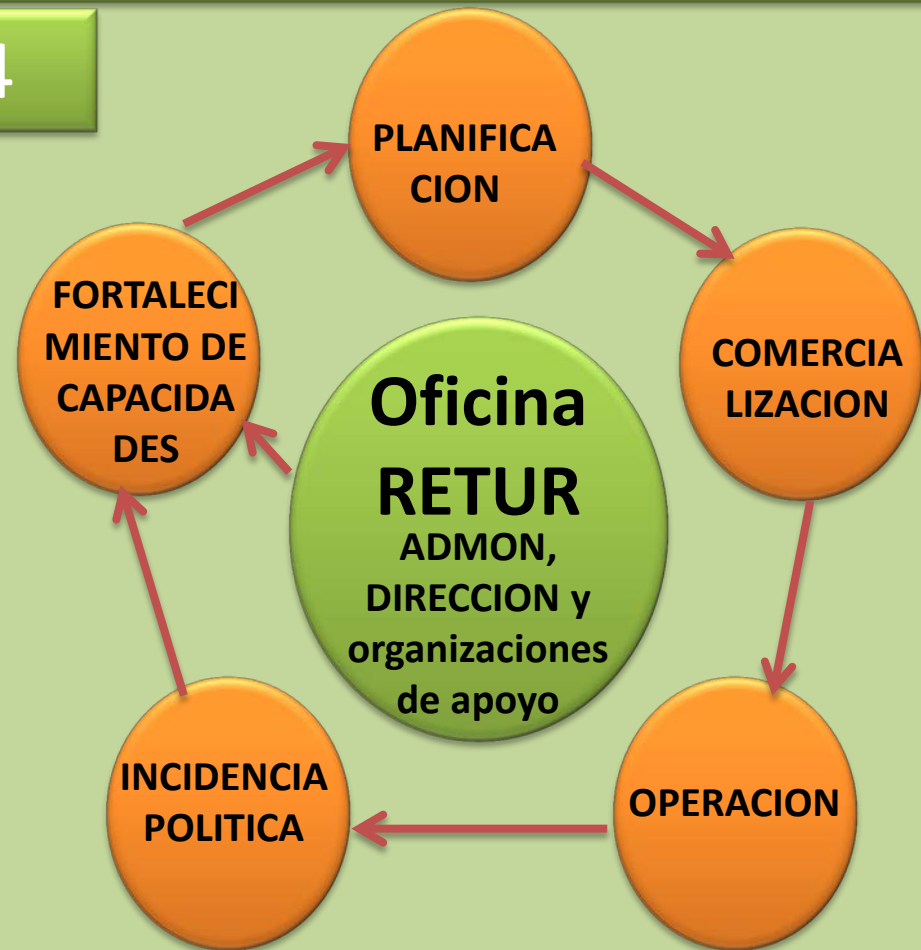 4
PLANIFICA
CION
FORTALECI
MIENTO DE
CAPACIDA
DES
COMERCIA
LIZACION
Oficina
RETUR
ADMON,
DIRECCION y
organizaciones
de apoyo
INCIDENCIA
POLITICA
OPERACION